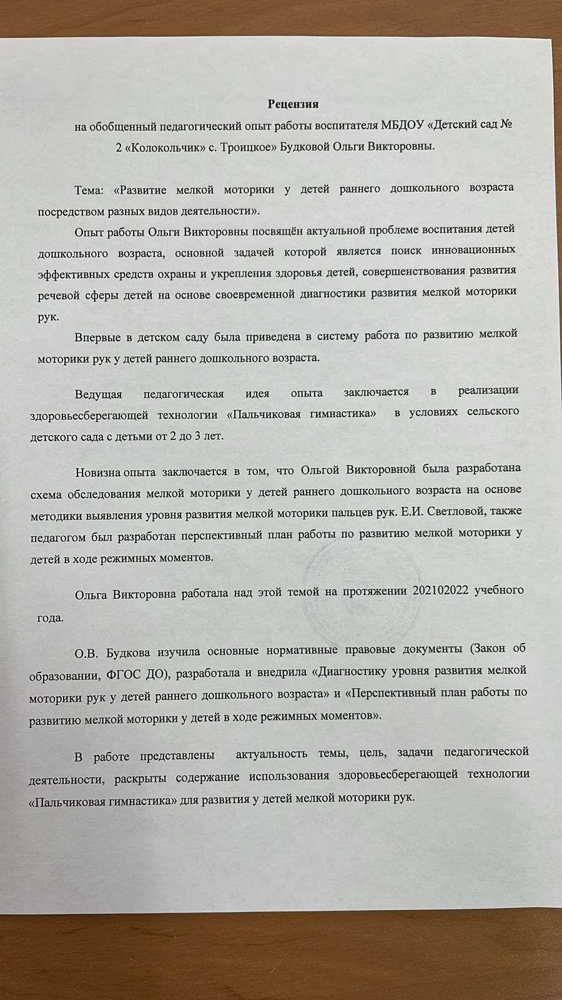 Рецензия
на обобщенный педагогический опыт работы воспитателя МБДОУ «Детский сад №
2 «Колокольчик» с. Троицкое» Будковой Ольги Викторовны.
Тема: «Развитие мелкой моторики у детей раннего дошкольного возраста
посредством разных видов деятельности».
Опыт работы Ольги Викторовны посвящён актуальной проблеме воспитания детей
дошкольного возраста, основной задачей которой является поиск инновационных
эффективных средств охраны и укрепления здоровья детей, совершенствования развития
речевой сферы детей на основе своевременной диагностики развития мелкой моторики
рук.
Впервые в детском саду была приведена в систему работа по развитию мелкой
моторики рук у детей раннего дошкольного возраста.
Ведущая педагогическая идея опыта заключается в реализации
здоровьесберегающей технологии «Пальчиковая гимнастика» в условиях сельского
детского сада с детьми от 2 до 3 лет.
Новизна опыта заключается в том, что Ольгой Викторовной была разработана
схема обследования мелкой моторики у детей раннего дошкольного возраста на основе
методики выявления уровня развития мелкой моторики пальцев рук. Е.И. Светловой, также
педагогом был разработан перспективный план работы по развитию мелкой моторики у
детей в ходе режимных моментов.
Ольга Викторовна работала над этой темой на протяжении 202102022 учебного
года.
О.В. Будкова изучила основные нормативные правовые документы (Закон об
образовании, ФГОС ДО), разработала и внедрила «Диагностику уровня развития мелкой
моторики рук у детей раннего дошкольного возраста» и «Перспективный план работы по
развитию мелкой моторики у детей в ходе режимных моментов».
В работе представлены актуальность темы, цель, задачи педагогической
деятельности, раскрыты содержание использования здоровьесберегающей технологии
«Пальчиковая гимнастика» для развития у детей мелкой моторики рук.